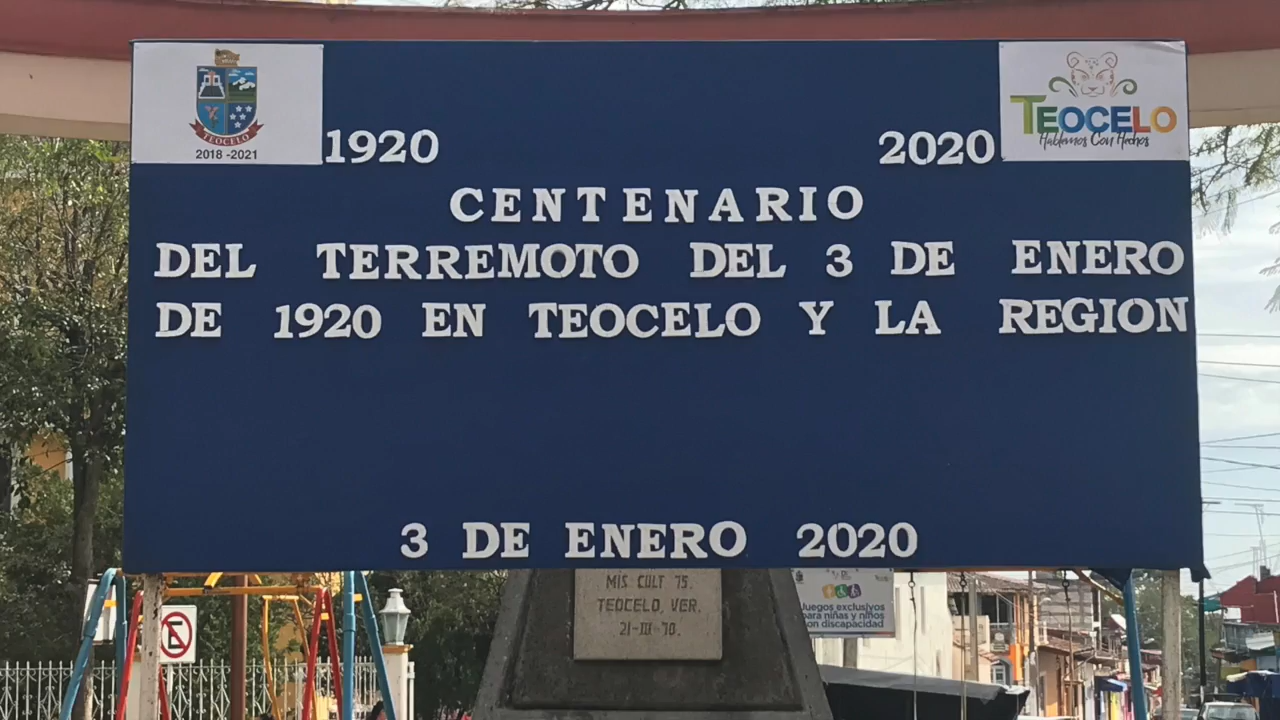 TEOCELO
2018 -2021
TEOCELO
Hablamos Con Hechos
1920 2020
CENTENARIO
DEL TERREMOTO DEL 3 DE ENERO
DE 1920 EN TEOCELO Y LA REGION
3 DE ENERO 2020
MIS. CULT 75.
TEOCELO, VER.
21-III-70.
Juegos exclusivos
para niñas y niños
con discapacidad
E